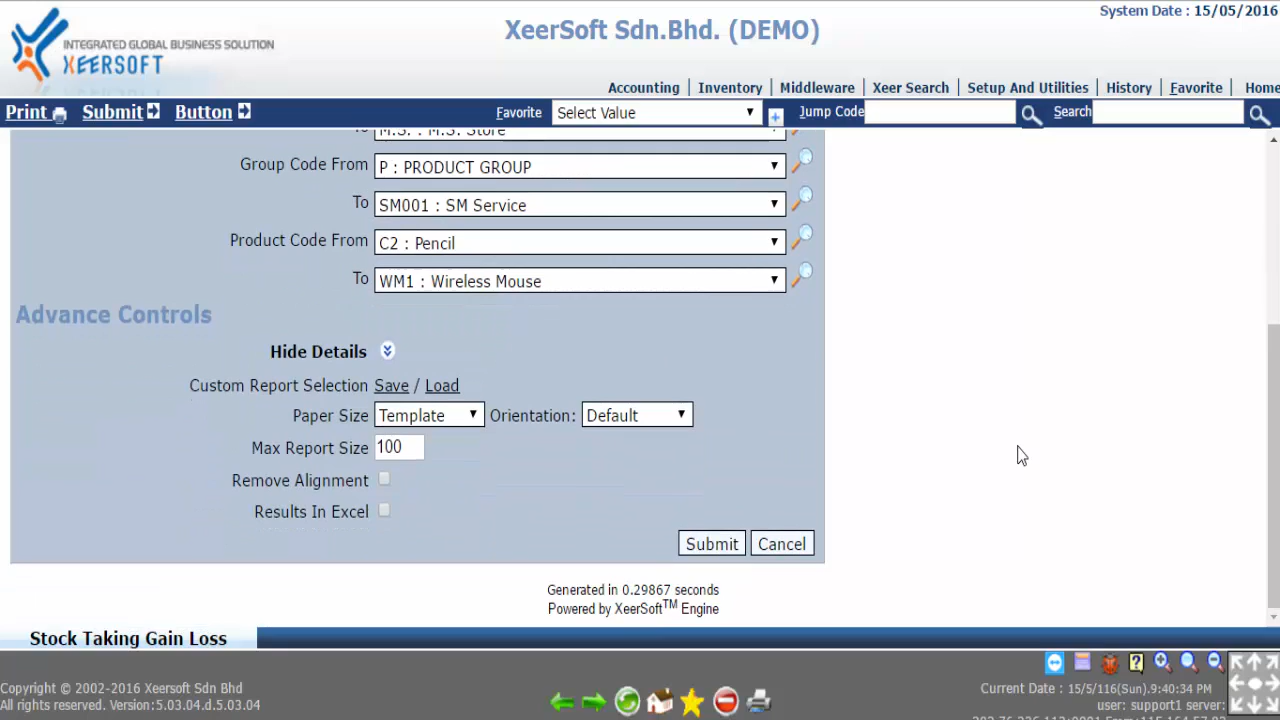 System Date : 15/05/2016
XeerSoft Sdn.Bhd. (DEMO)
INTEGRATED GLOBAL BUSINESS SOLUTION
XEERSOFT
Accounting | Inventory | Middleware | Xeer Search | Setup And Utilities | History | Favorite | Home
Print Submit Button Favorite Select Value Jump Code Search
To M.S. : M.S. Store
Group Code From P : PRODUCT GROUP
To SM001 : SM Service
Product Code From C2 : Pencil
To WM1 : Wireless Mouse
Advance Controls
Hide Details
Custom Report Selection Save / Load
Paper Size Template Orientation: Default
Max Report Size 100
Remove Alignment
Results In Excel
Submit Cancel
Generated in 0.29867 seconds
Powered by XeerSoft™ Engine
Stock Taking Gain Loss
Copyright © 2002-2016 Xeersoft Sdn Bhd
All rights reserved. Version:5.03.04.d.5.03.04
Current Date : 15/5/116(Sun).9:40:34 PM
user: support1 server: